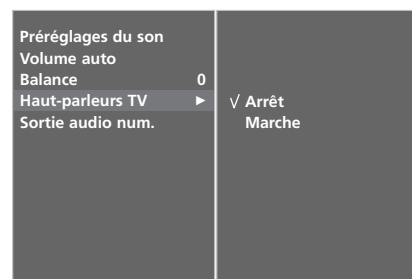 Préréglages du son
Volume auto
Balance 0
Haut-parleurs TV ►
Sortie audio num.
√ Arrêt
Marche